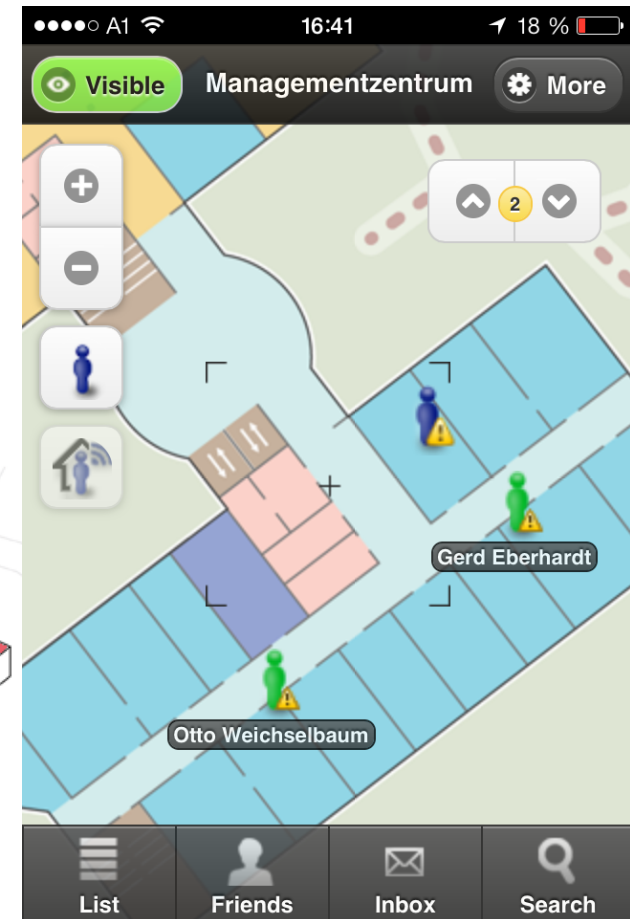 A1 16:41 18 %
Visible Managementzentrum More
2
Gerd Eberhardt
Otto Weichselbaum
List Friends Inbox Search